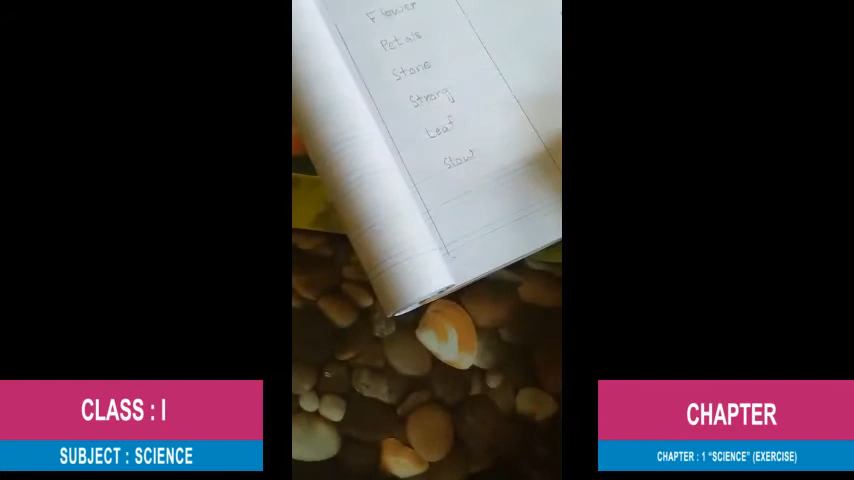 Flower
Petals
Stone
Strong
Leaf
Slow
CLASS : I
SUBJECT : SCIENCE
CHAPTER
CHAPTER : 1 "SCIENCE" (EXERCISE)